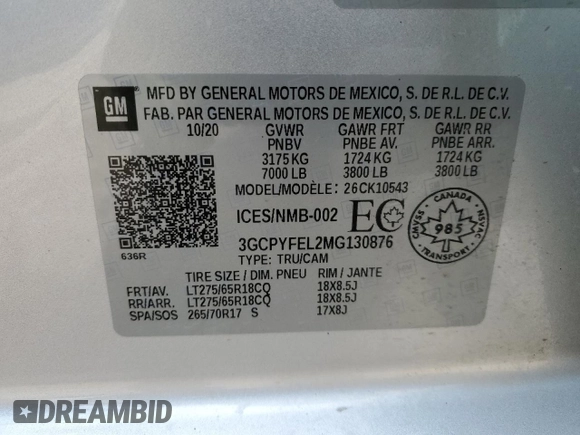 GM
MFD BY GENERAL MOTORS DE MEXICO, S. DE R.L. DE C.V.
FAB. PAR GENERAL MOTORS DE MEXICO, S. DE R.L. DE C.V.
10/20 GVWR GAWR FRT GAWR RR
PNBV PNBE AV. PNBE ARR.
3175 KG 1724 KG 1724 KG
7000 LB 3800 LB 3800 LB
MODEL/MODÈLE: 26CK10543
ICES/NMB-002 EC
CANADA
CMVSS 985 NSVAC
TRANSPORT
3GCPYFEL2MG130876
636R
TYPE: TRU/CAM
TIRE SIZE / DIM. PNEU RIM / JANTE
FRT/AV. LT275/65R18CQ 18X8.5J
RR/ARR. LT275/65R18CQ 18X8.5J
SPA/SOS 265/70R17 S 17X8J
DREAMBID